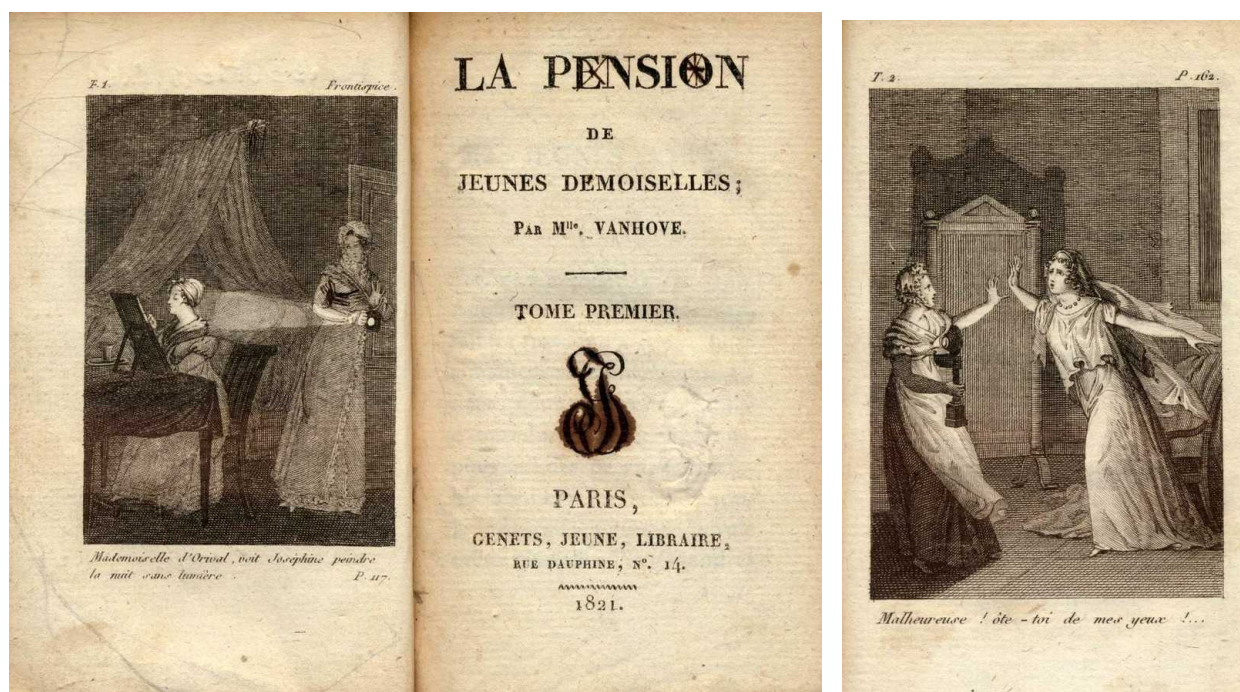 T. 1.
Frontispice.
Mademoiselle d'Orival, voit Joséphine peindre
la nuit sans lumière.
P. 117.
LA PENSION
DE
JEUNES DEMOISELLES;
PAR Mlle. VANHOVE.
TOME PREMIER.
PARIS,
GENETS, JEUNE, LIBRAIRE,
RUE DAUPHINE, N°. 14.
1821.
T. 2.
P. 162.
Malheureuse ! ôte-toi de mes yeux !...